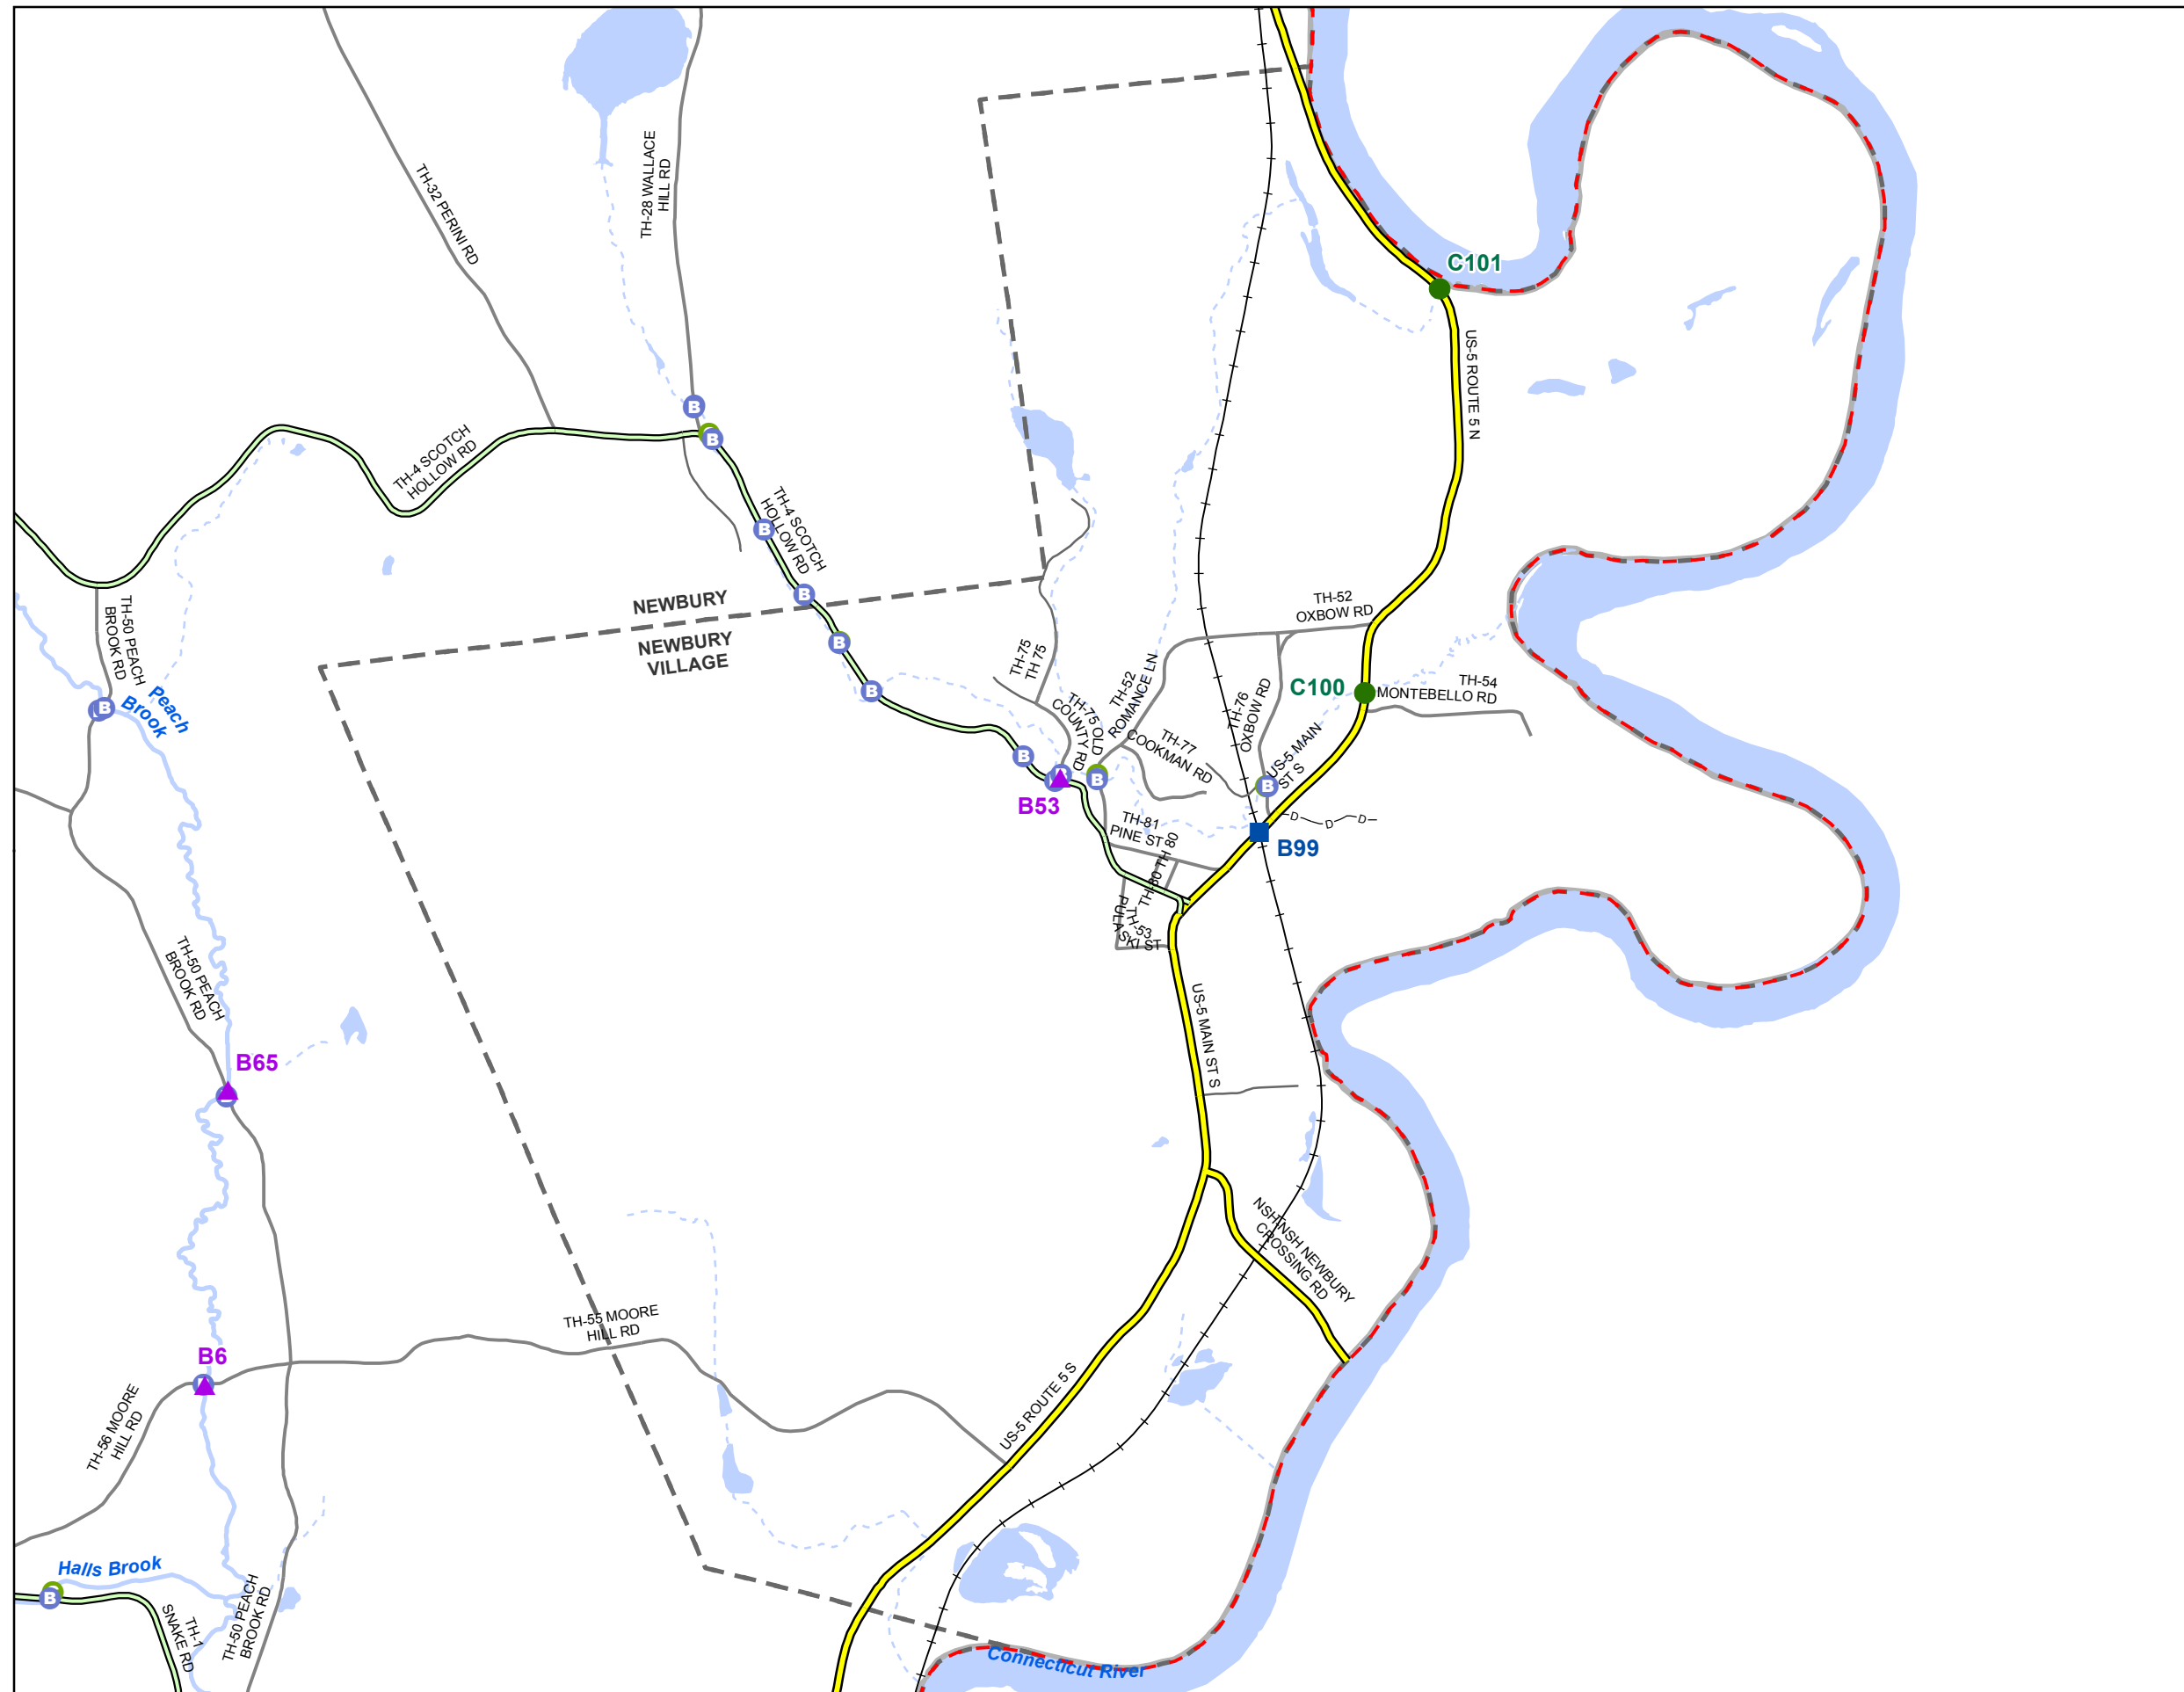 TH-28 WALLACE
HILL RD
TH-32 PERINI RD
C101
US-5 ROUTE 5 N
B
B
TH-4 SCOTCH
HOLLOW RD
TH-4 SCOTCH
HOLLOW RD
B
B
B
B
NEWBURY
NEWBURY
VILLAGE
TH-50 PEACH
BROOK RD
B
Peach
Brook
TH-52
OXBOW RD
TH-75
TH 75
TH-52
ROMANCE LN
TH-75 OLD
COUNTY RD
TH-76
OXBOW RD
C100
TH-54
MONTEBELLO RD
TH-77
COOKMAN RD
US-5 MAIN
ST S
B
B
B
B53
D
D
D
B99
TH-81
PINE ST
TH-80 TH 80
TH-53
PULASKI ST
TH-50 PEACH
BROOK RD
US-5 MAIN ST S
B65
NSH NSH NEWBURY
CROSSING RD
TH-55 MOORE
HILL RD
B6
TH-56 MOORE
HILL RD
US-5 ROUTE 5 S
Halls Brook
B
TH-1
SNAKE RD
TH-50 PEACH
BROOK RD
Connecticut River